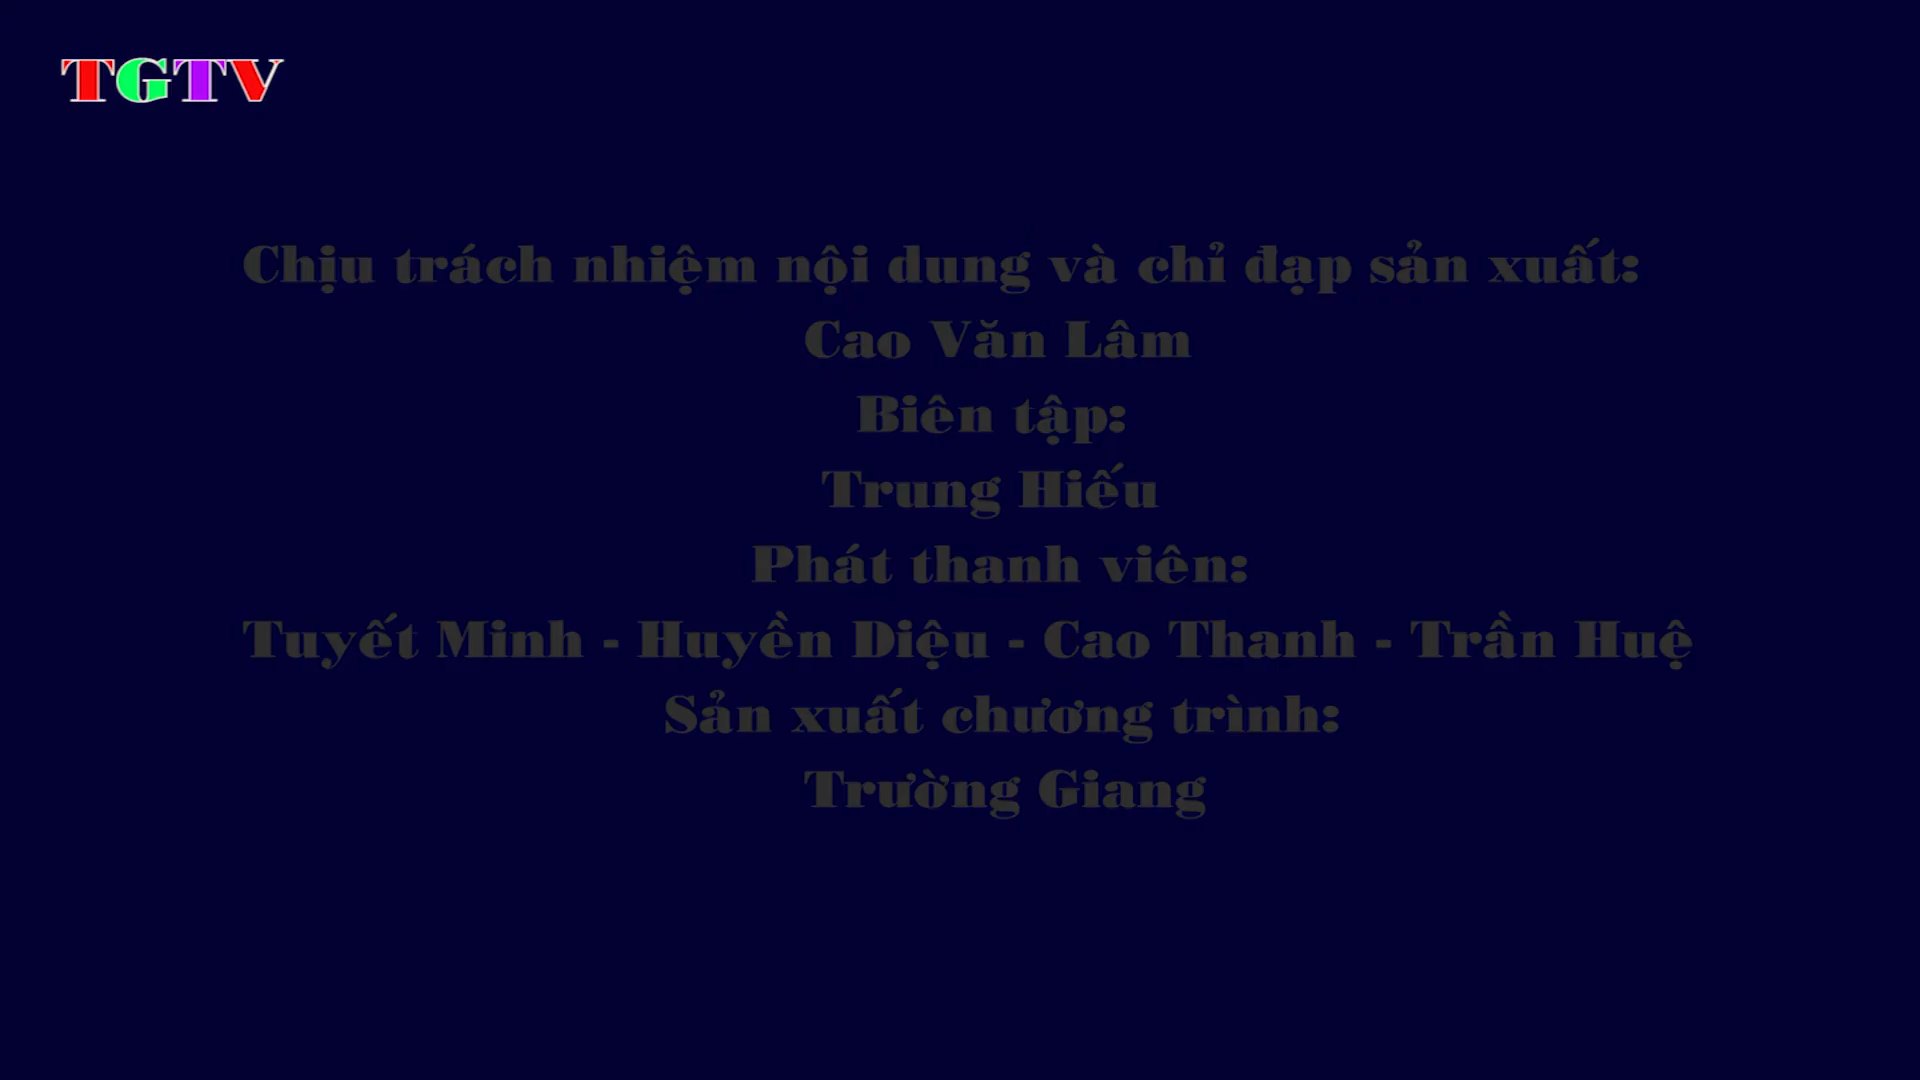 TGTV
Chịu trách nhiệm nội dung và chỉ đạp sản xuất:
Cao Văn Lâm
Biên tập:
Trung Hiếu
Phát thanh viên:
Tuyết Minh - Huyền Diệu - Cao Thanh - Trần Huệ
Sản xuất chương trình:
Trường Giang